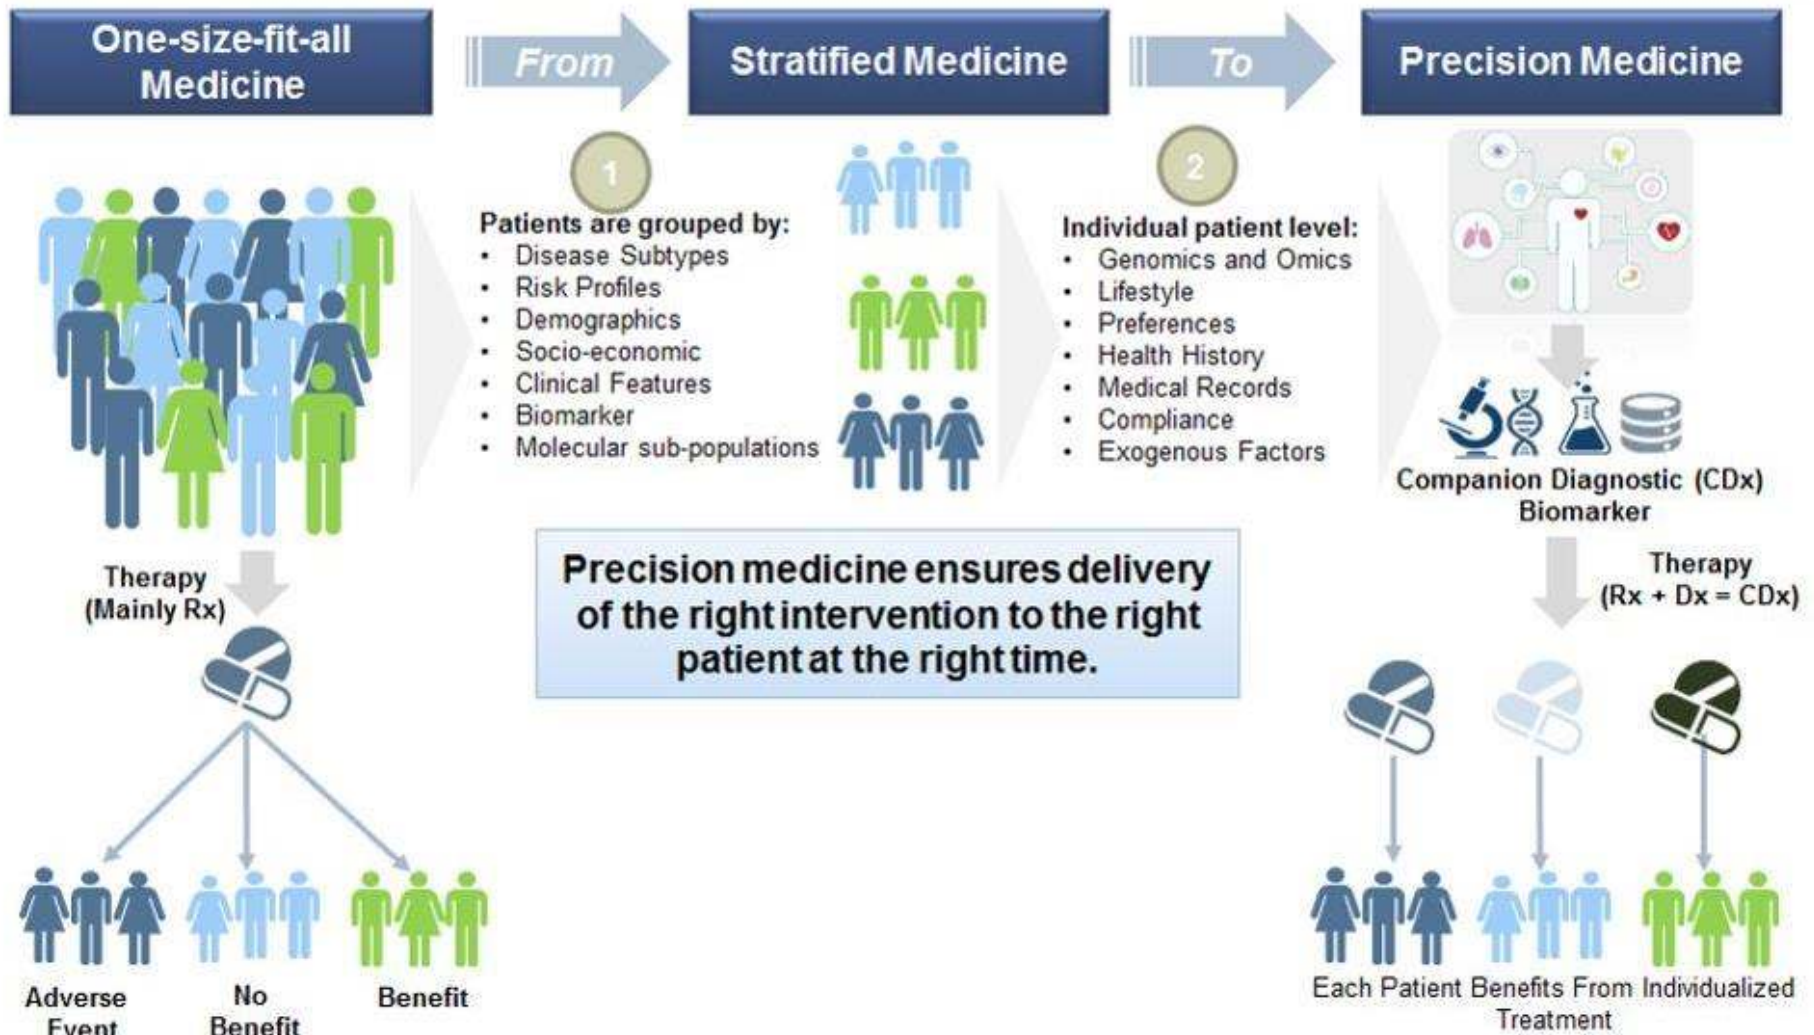 One-size-fit-all
Medicine
From
Stratified Medicine
To
Precision Medicine
1
Patients are grouped by:
• Disease Subtypes
• Risk Profiles
• Demographics
• Socio-economic
• Clinical Features
• Biomarker
• Molecular sub-populations
2
Individual patient level:
• Genomics and Omics
• Lifestyle
• Preferences
• Health History
• Medical Records
• Compliance
• Exogenous Factors
Companion Diagnostic (CDx)
Biomarker
Therapy
(Mainly Rx)
Precision medicine ensures delivery
of the right intervention to the right
patient at the right time.
Therapy
(Rx + Dx = CDx)
Adverse
Event
No
Benefit
Benefit
Each Patient Benefits From Individualized
Treatment